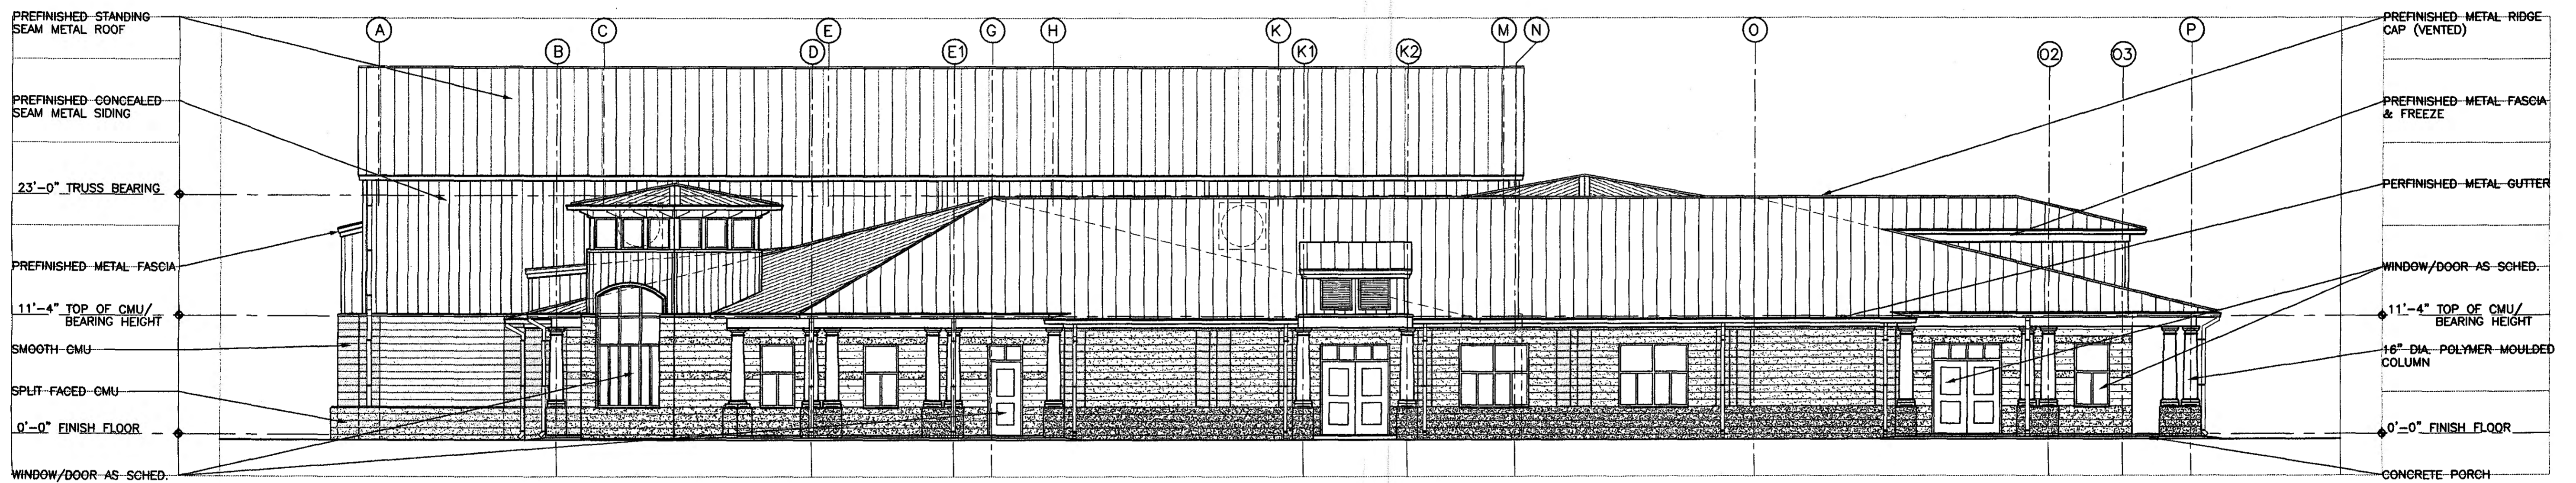 PREFINISHED STANDING
SEAM METAL ROOF
PREFINISHED CONCEALED
SEAM METAL SIDING
23'-0" TRUSS BEARING
PREFINISHED METAL FASCIA
11'-4" TOP OF CMU/
BEARING HEIGHT
SMOOTH CMU
SPLIT FACED CMU
0'-0" FINISH FLOOR
WINDOW/DOOR AS SCHED.
A
B
C
D
E
E1
G
H
K
K1
K2
M
N
O
O2
O3
P
PREFINISHED METAL RIDGE
CAP (VENTED)
PREFINISHED METAL FASCIA
& FREEZE
PERFINISHED METAL GUTTER
WINDOW/DOOR AS SCHED.
11'-4" TOP OF CMU/
BEARING HEIGHT
16" DIA. POLYMER MOULDED
COLUMN
0'-0" FINISH FLOOR
CONCRETE PORCH